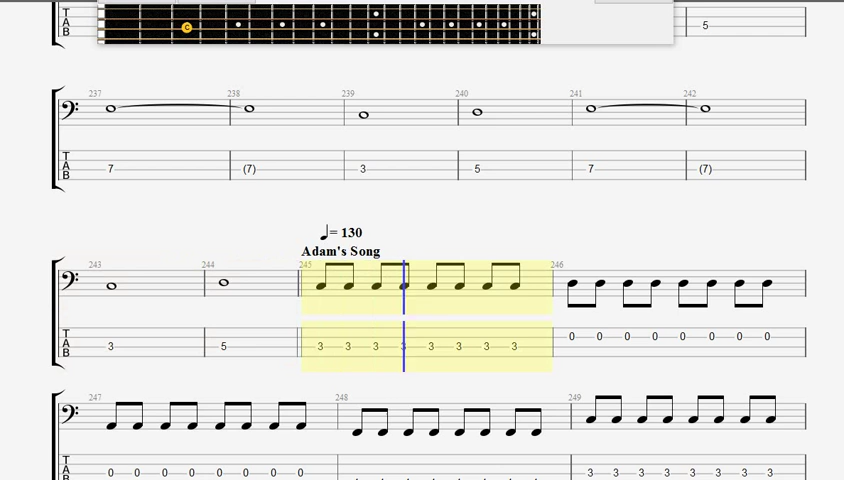 T
A
B
5
C
237 238 239 240 241 242
T
A
B
7 (7) 3 5 7 (7)
= 130
Adam's Song
243 244 245 246
T
A
B
3 5 3 3 3 3 3 3 3 3 0 0 0 0 0 0 0 0
247 248 249
T
A
B
0 0 0 0 0 0 0 0 3 3 3 3 3 3 3 3